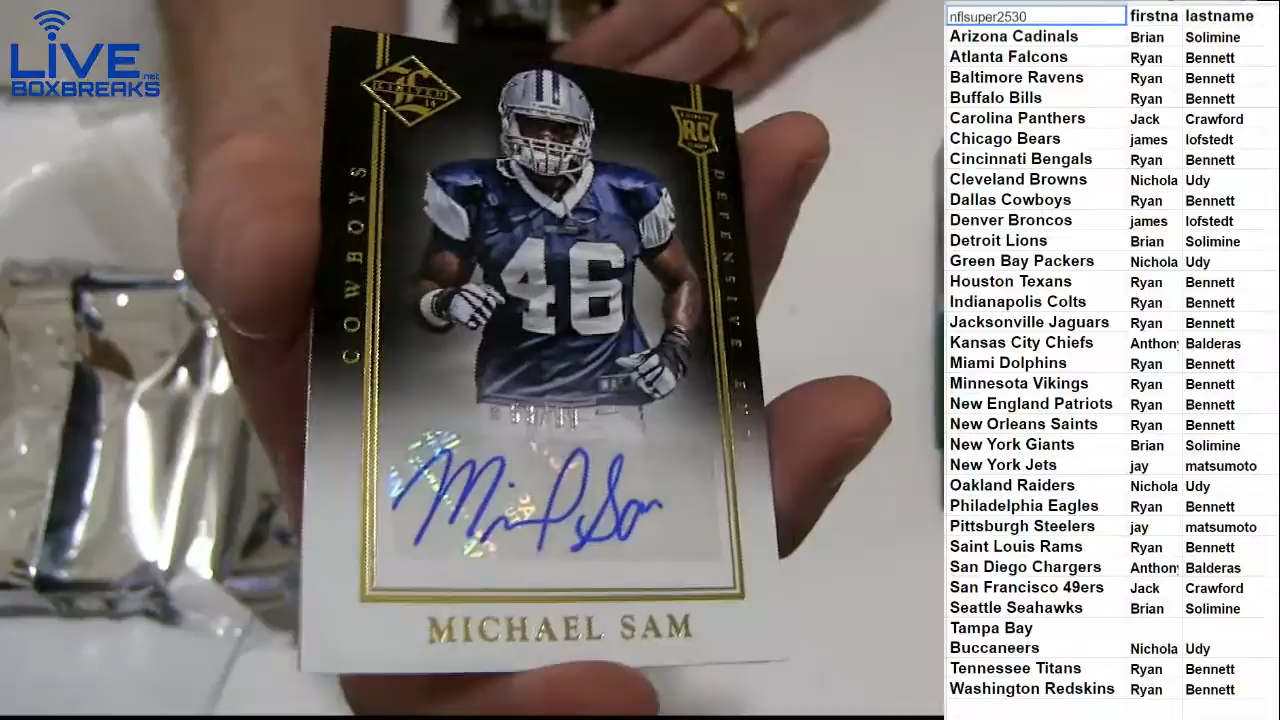 LIVE.net
BOXBREAKS
LIMITED
14
RC
COWBOYS
DEFENSIVE E
46
Michael Sam
MICHAEL SAM
nflsuper2530 firstna lastname
Arizona Cadinals Brian Solimine
Atlanta Falcons Ryan Bennett
Baltimore Ravens Ryan Bennett
Buffalo Bills Ryan Bennett
Carolina Panthers Jack Crawford
Chicago Bears james lofstedt
Cincinnati Bengals Ryan Bennett
Cleveland Browns Nichola Udy
Dallas Cowboys Ryan Bennett
Denver Broncos james lofstedt
Detroit Lions Brian Solimine
Green Bay Packers Nichola Udy
Houston Texans Ryan Bennett
Indianapolis Colts Ryan Bennett
Jacksonville Jaguars Ryan Bennett
Kansas City Chiefs Anthony Balderas
Miami Dolphins Ryan Bennett
Minnesota Vikings Ryan Bennett
New England Patriots Ryan Bennett
New Orleans Saints Ryan Bennett
New York Giants Brian Solimine
New York Jets jay matsumoto
Oakland Raiders Nichola Udy
Philadelphia Eagles Ryan Bennett
Pittsburgh Steelers jay matsumoto
Saint Louis Rams Ryan Bennett
San Diego Chargers Anthony Balderas
San Francisco 49ers Jack Crawford
Seattle Seahawks Brian Solimine
Tampa Bay
Buccaneers Nichola Udy
Tennessee Titans Ryan Bennett
Washington Redskins Ryan Bennett